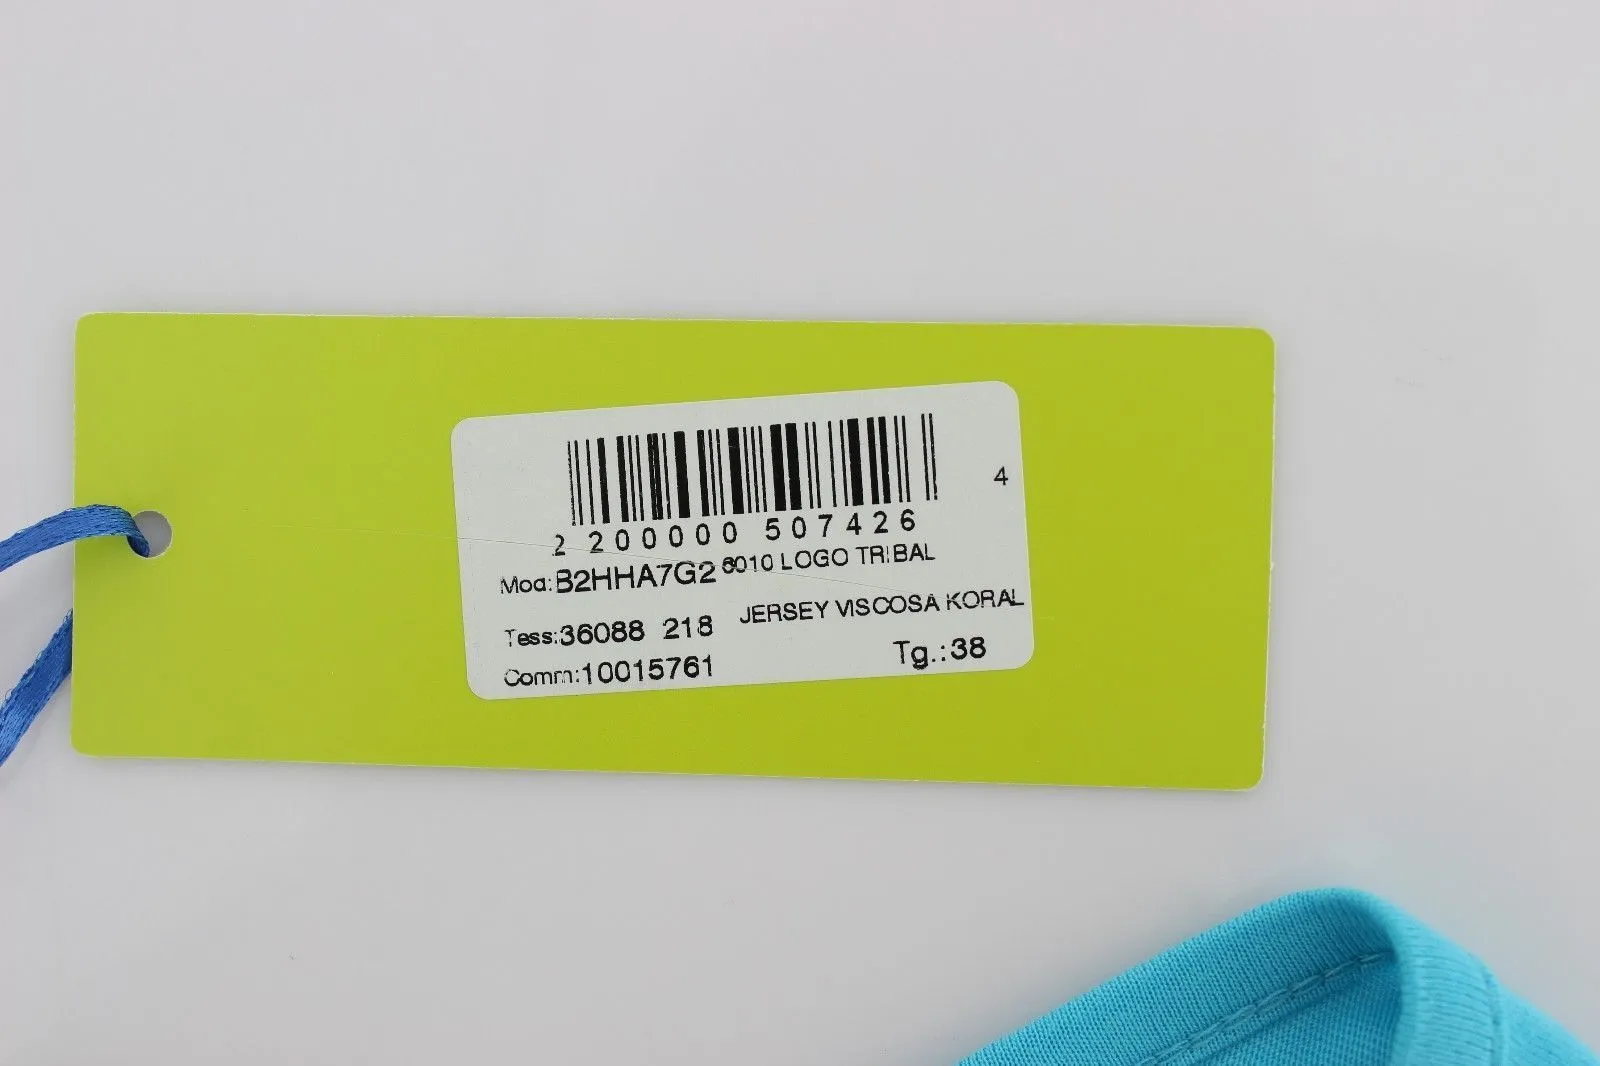 4
2 200000 507426
Mod:B2HHA7G2 6010 LOGO TRIBAL
Tess:36088 218 JERSEY VISCOSA KORAL
Comm:10015761 Tg.:38